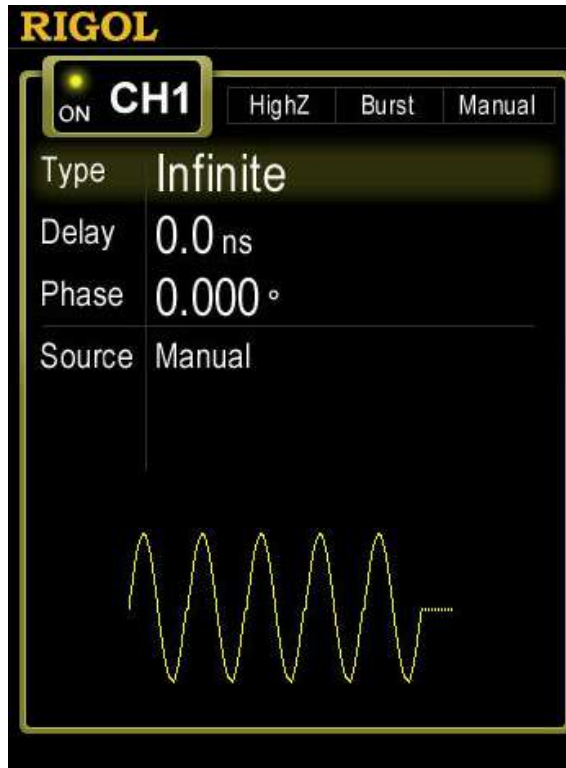 RIGOL
ON CH1 HighZ Burst Manual
Type Infinite
Delay 0.0 ns
Phase 0.000 °
Source Manual